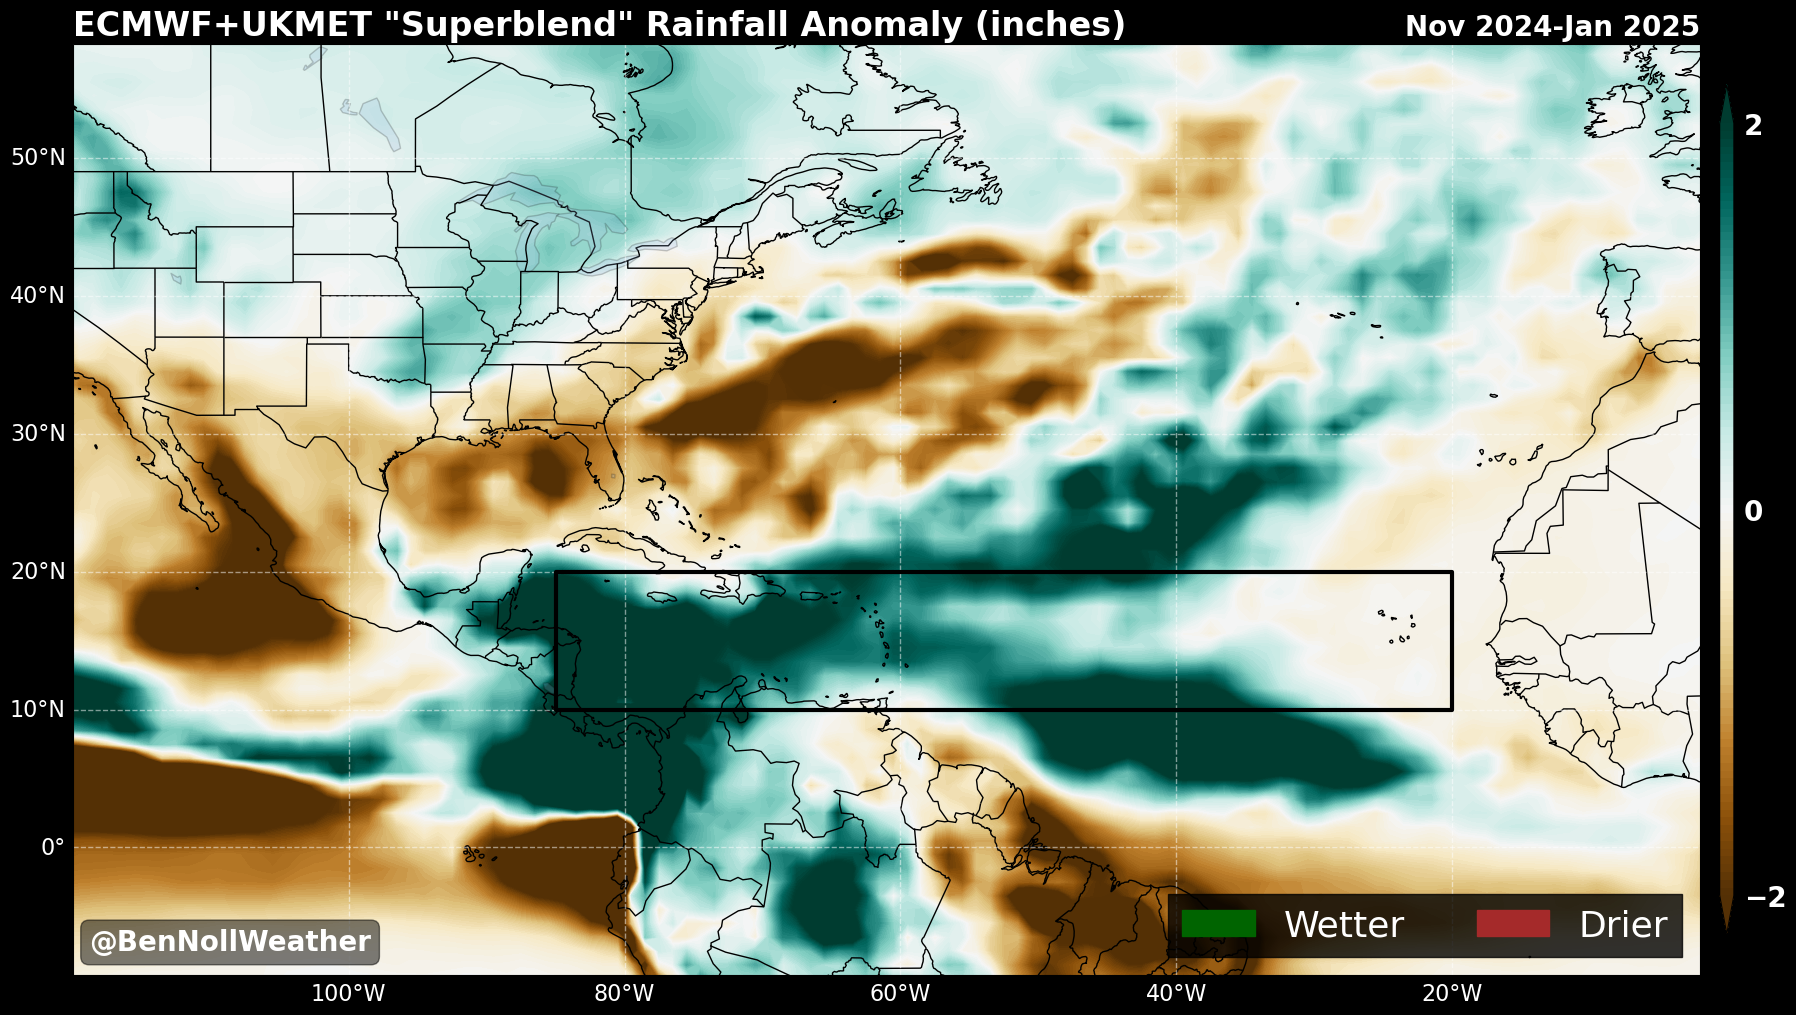 ECMWF+UKMET "Superblend" Rainfall Anomaly (inches)
Nov 2024-Jan 2025
2
50°N
40°N
0
30°N
20°N
10°N
0°
−2
Wetter
Drier
@BenNollWeather
100°W
80°W
60°W
40°W
20°W